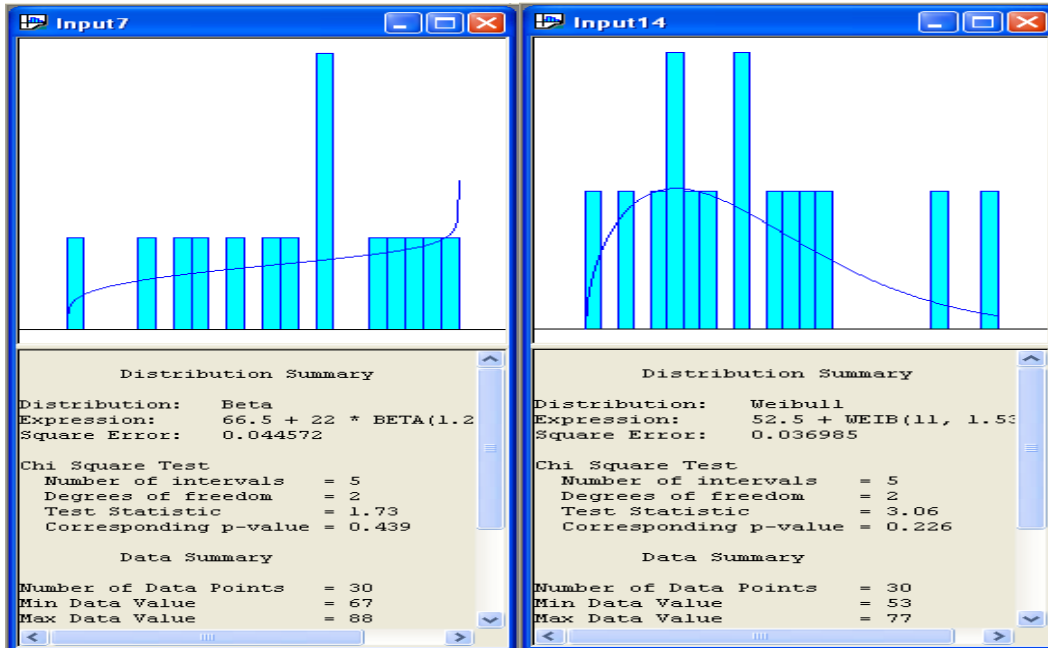 Input7
Distribution Summary
Distribution: Beta
Expression: 66.5 + 22 * BETA(1.2
Square Error: 0.044572
Chi Square Test
Number of intervals = 5
Degrees of freedom = 2
Test Statistic = 1.73
Corresponding p-value = 0.439
Data Summary
Number of Data Points = 30
Min Data Value = 67
Max Data Value = 88
Input14
Distribution Summary
Distribution: Weibull
Expression: 52.5 + WEIB(11, 1.53
Square Error: 0.036985
Chi Square Test
Number of intervals = 5
Degrees of freedom = 2
Test Statistic = 3.06
Corresponding p-value = 0.226
Data Summary
Number of Data Points = 30
Min Data Value = 53
Max Data Value = 77